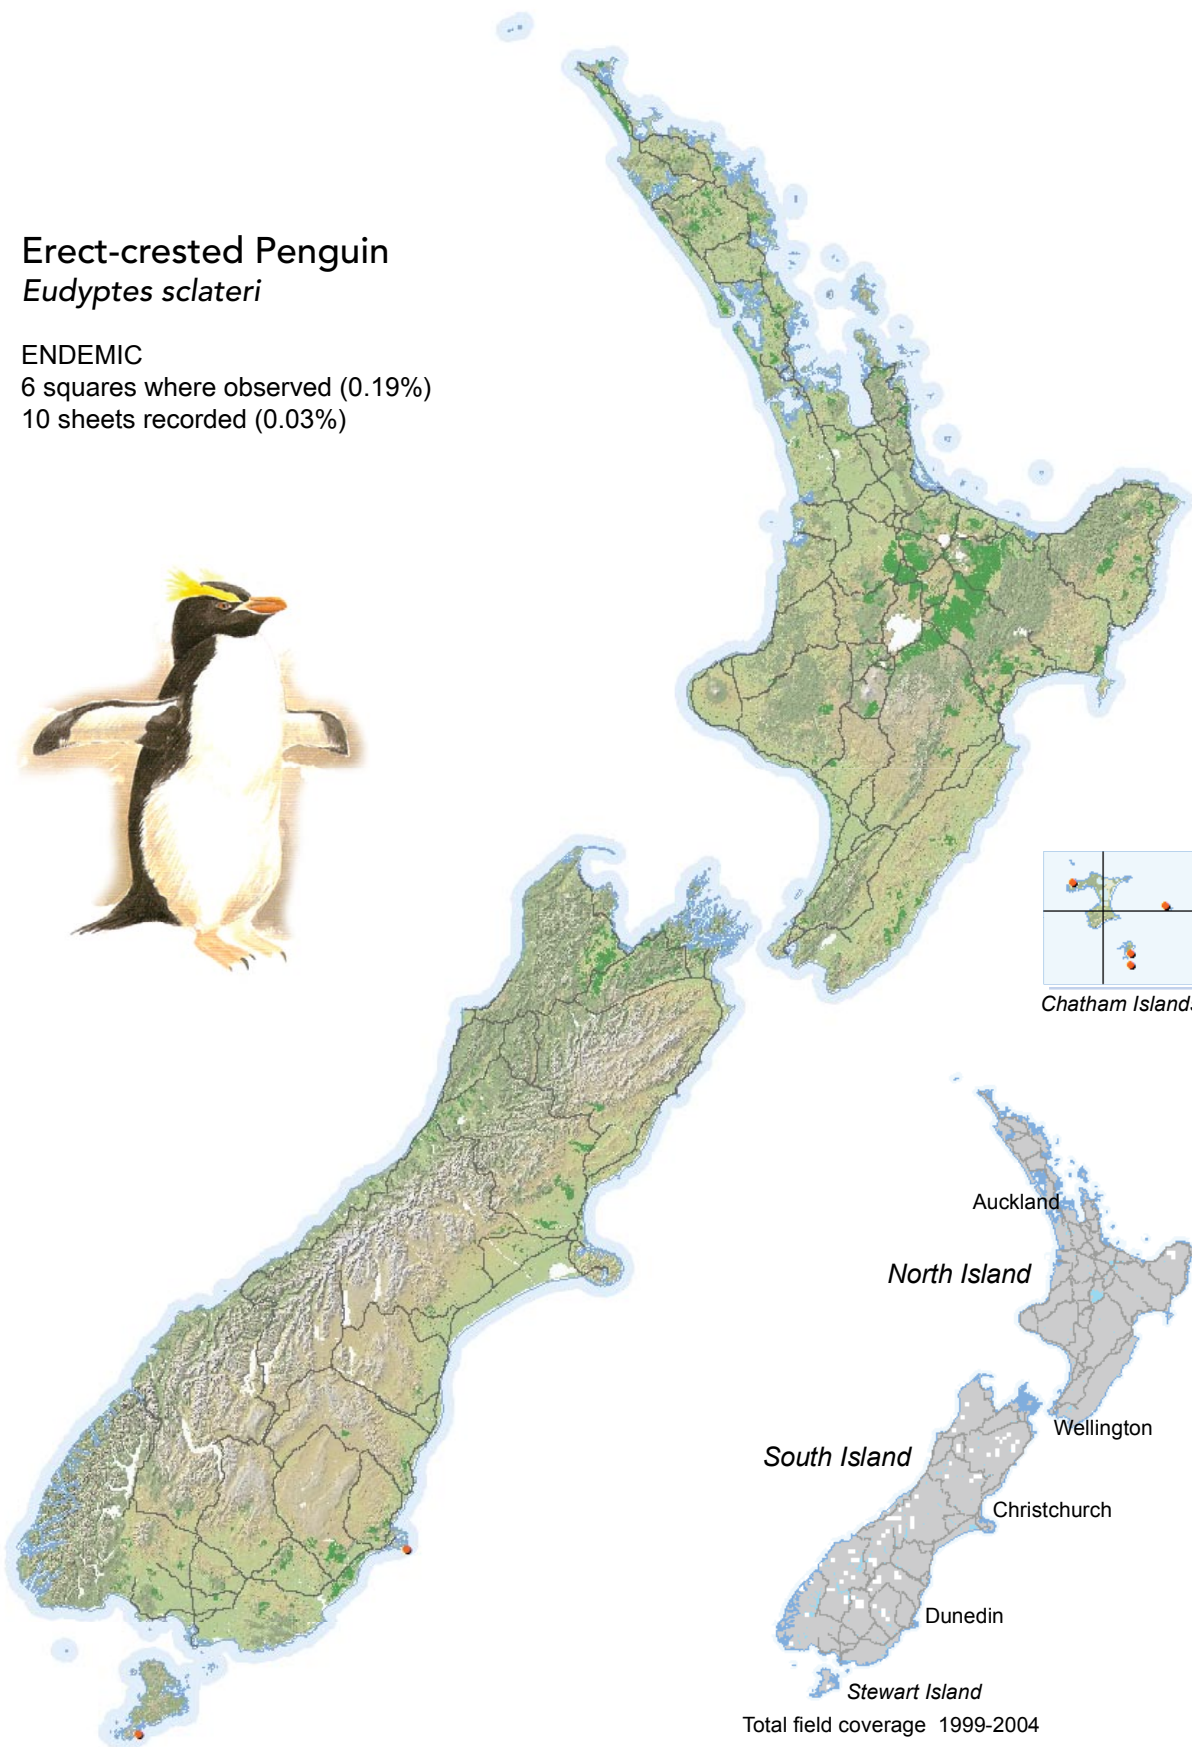 Erect-crested Penguin
Eudyptes sclateri
ENDEMIC
6 squares where observed (0.19%)
10 sheets recorded (0.03%)
Chatham Islands
Auckland
North Island
Wellington
South Island
Christchurch
Dunedin
Stewart Island
Total field coverage 1999-2004